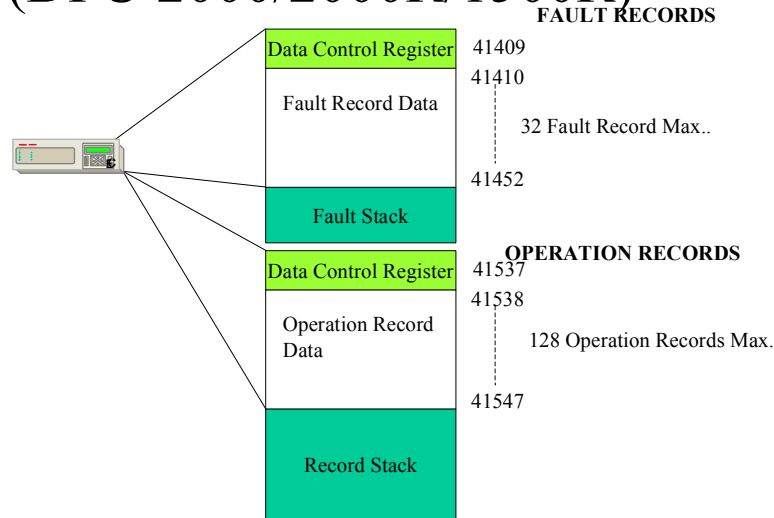 FAULT RECORDS
Data Control Register 41409
41410
Fault Record Data
32 Fault Record Max..
41452
Fault Stack
OPERATION RECORDS
Data Control Register 41537
41538
Operation Record
Data
128 Operation Records Max.
41547
Record Stack